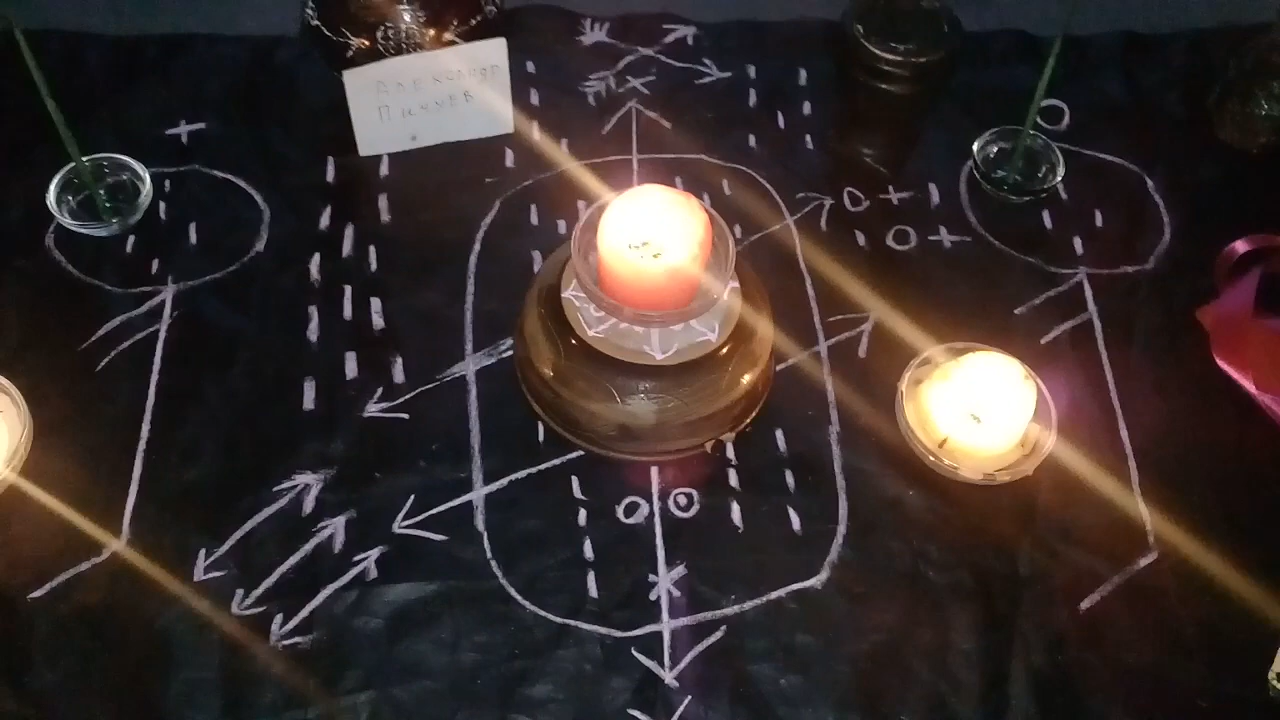 Александр
Пичуев
+
O
O + |
| O +